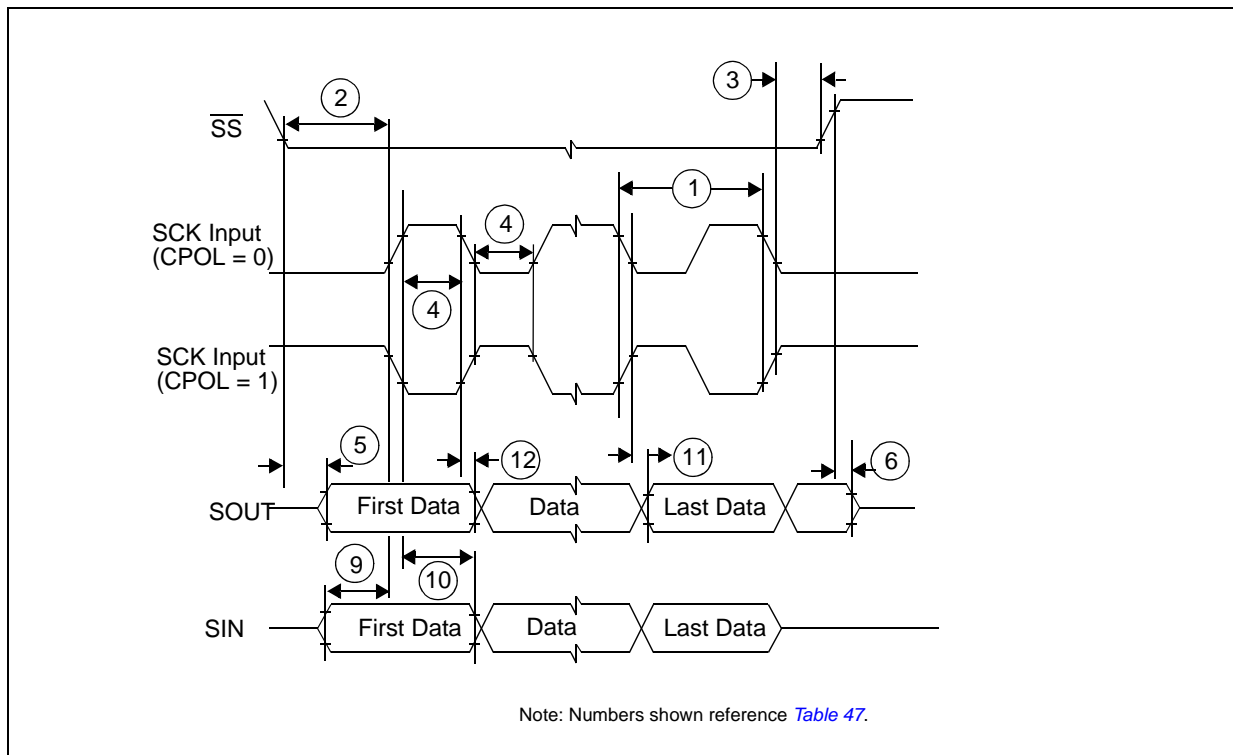 3
2
SS
1
4
SCK Input
(CPOL = 0)
4
SCK Input
(CPOL = 1)
5
12
11
6
SOUT
First Data
Data
Last Data
9
10
SIN
First Data
Data
Last Data
Note: Numbers shown reference Table 47.